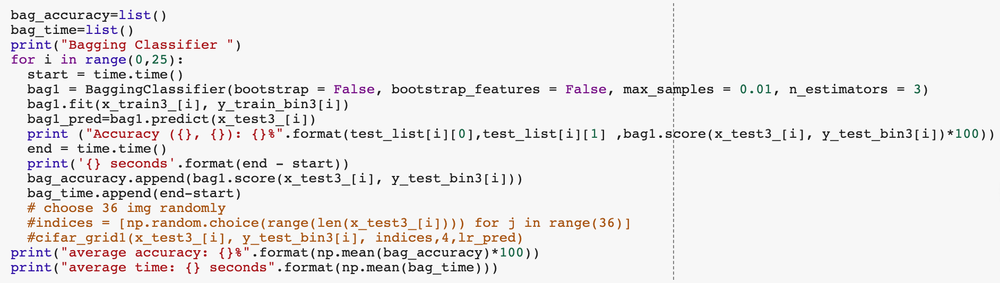 bag_accuracy=list()
bag_time=list()
print("Bagging Classifier ")
for i in range(0,25):
  start = time.time()
  bag1 = BaggingClassifier(bootstrap = False, bootstrap_features = False, max_samples = 0.01, n_estimators = 3)
  bag1.fit(x_train3_[i], y_train_bin3[i])
  bag1_pred=bag1.predict(x_test3_[i])
  print ("Accuracy ({}, {}): {}%".format(test_list[i][0],test_list[i][1] ,bag1.score(x_test3_[i], y_test_bin3[i])*100))
  end = time.time()
  print('{} seconds'.format(end - start))
  bag_accuracy.append(bag1.score(x_test3_[i], y_test_bin3[i]))
  bag_time.append(end-start)
  # choose 36 img randomly
  #indices = [np.random.choice(range(len(x_test3_[i]))) for j in range(36)]
  #cifar_grid1(x_test3_[i], y_test_bin3[i], indices,4,lr_pred)
print("average accuracy: {}%".format(np.mean(bag_accuracy)*100))
print("average time: {} seconds".format(np.mean(bag_time)))